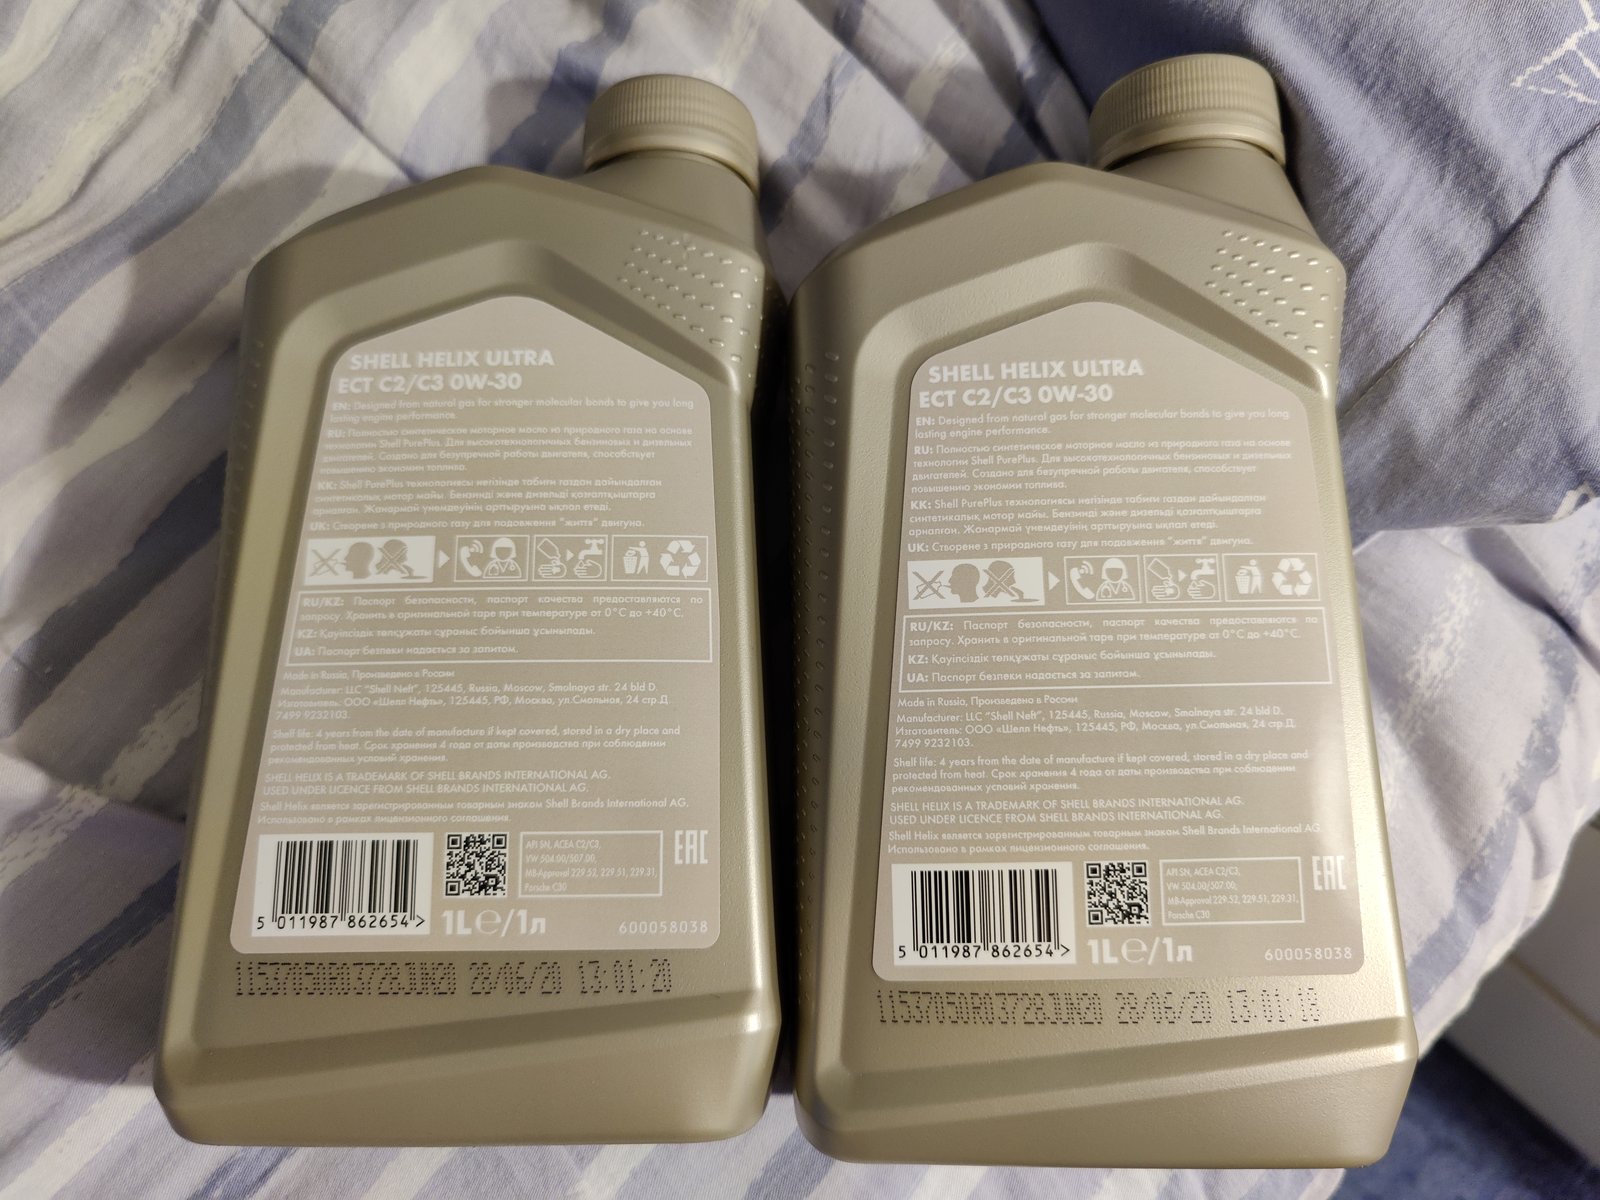 SHELL HELIX ULTRA
ECT C2/C3 0W-30
EN: Designed from natural gas for stronger molecular bonds to give you long
lasting engine performance.
RU: Полностью синтетическое моторное масло из природного газа на основе
технологии Shell PurePlus. Для высокотехнологичных бензиновых и дизельных
двигателей. Создано для безупречной работы двигателя, способствует
повышению экономии топлива.
KK: Shell PurePlus технологиясы негізінде табиғи газдан дайындалған
синтетикалық мотор майы. Бензинді және дизельді қозғалтқыштарға
арналған. Жанармай үнемдеуінің артуына ықпал етеді.
UK: Створене з природного газу для подовження "життя" двигуна.
RU/KZ: Паспорт безопасности, паспорт качества предоставляются по
запросу. Хранить в оригинальной таре при температуре от 0°C до +40°C.
KZ: Қауіпсіздік төлқұжаты сұраныс бойынша ұсынылады.
UA: Паспорт безпеки надається за запитом.
Made in Russia, Произведено в России
Manufacturer: LLC "Shell Neft", 125445, Russia, Moscow, Smolnaya str. 24 bld D.
Изготовитель: ООО «Шелл Нефть», 125445, РФ, Москва, ул.Смольная, 24 стр.Д.
7499 9232103.
Shelf life: 4 years from the date of manufacture if kept covered, stored in a dry place and
protected from heat. Срок хранения 4 года от даты производства при соблюдении
рекомендованных условий хранения.
SHELL HELIX IS A TRADEMARK OF SHELL BRANDS INTERNATIONAL AG.
USED UNDER LICENCE FROM SHELL BRANDS INTERNATIONAL AG.
Shell Helix является зарегистрированным товарным знаком Shell Brands International AG.
Использовано в рамках лицензионного соглашения.
API SN, ACEA C2/C3,
VW 504.00/507.00,
MB-Approval 229.52, 229.51, 229.31,
Porsche C30
EAC
5 011987 862654 >
1L℮/1л
600058038
11537050R03728JUN20 28/06/20 13:01:20
SHELL HELIX ULTRA
ECT C2/C3 0W-30
EN: Designed from natural gas for stronger molecular bonds to give you long
lasting engine performance.
RU: Полностью синтетическое моторное масло из природного газа на основе
технологии Shell PurePlus. Для высокотехнологичных бензиновых и дизельных
двигателей. Создано для безупречной работы двигателя, способствует
повышению экономии топлива.
KK: Shell PurePlus технологиясы негізінде табиғи газдан дайындалған
синтетикалық мотор майы. Бензинді және дизельді қозғалтқыштарға
арналған. Жанармай үнемдеуінің артуына ықпал етеді.
UK: Створене з природного газу для подовження "життя" двигуна.
RU/KZ: Паспорт безопасности, паспорт качества предоставляются по
запросу. Хранить в оригинальной таре при температуре от 0°C до +40°C.
KZ: Қауіпсіздік төлқұжаты сұраныс бойынша ұсынылады.
UA: Паспорт безпеки надається за запитом.
Made in Russia, Произведено в России
Manufacturer: LLC "Shell Neft", 125445, Russia, Moscow, Smolnaya str. 24 bld D.
Изготовитель: ООО «Шелл Нефть», 125445, РФ, Москва, ул.Смольная, 24 стр.Д.
7499 9232103.
Shelf life: 4 years from the date of manufacture if kept covered, stored in a dry place and
protected from heat. Срок хранения 4 года от даты производства при соблюдении
рекомендованных условий хранения.
SHELL HELIX IS A TRADEMARK OF SHELL BRANDS INTERNATIONAL AG.
USED UNDER LICENCE FROM SHELL BRANDS INTERNATIONAL AG.
Shell Helix является зарегистрированным товарным знаком Shell Brands International AG.
Использовано в рамках лицензионного соглашения.
API SN, ACEA C2/C3,
VW 504.00/507.00,
MB-Approval 229.52, 229.51, 229.31,
Porsche C30
EAC
5 011987 862654 >
1L℮/1л
600058038
11537050R03728JUN20 28/06/20 13:01:18